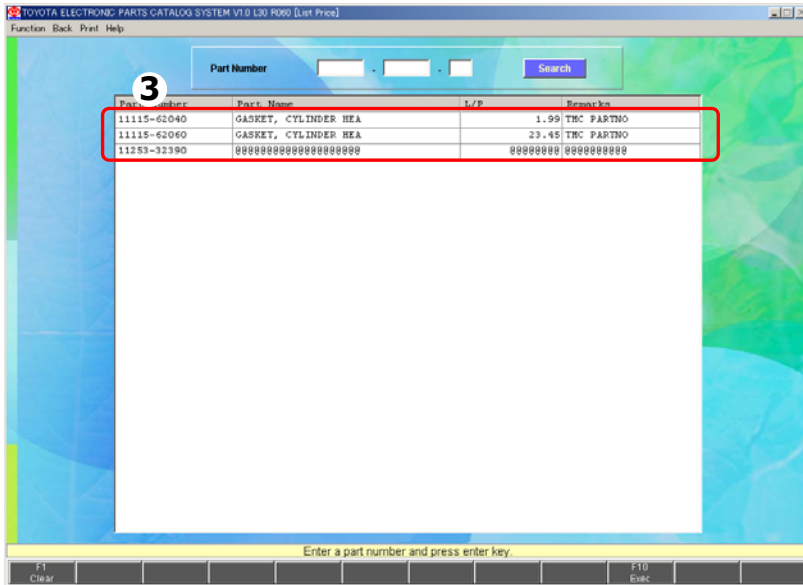 TOYOTA ELECTRONIC PARTS CATALOG SYSTEM V1.0 L30 R060 [List Price]
Function Back Print Help
Part Number - - Search
3
Part Number Part Name L/P Remarks
11115-62040 GASKET, CYLINDER HEA 1.99 TMC PARTNO
11115-62060 GASKET, CYLINDER HEA 23.45 TMC PARTNO
11253-32390 @@@@@@@@@@@@@@@@@@@@ @@@@@@@@ @@@@@@@@@@
Enter a part number and press enter key.
F1 F10
Clear Exec